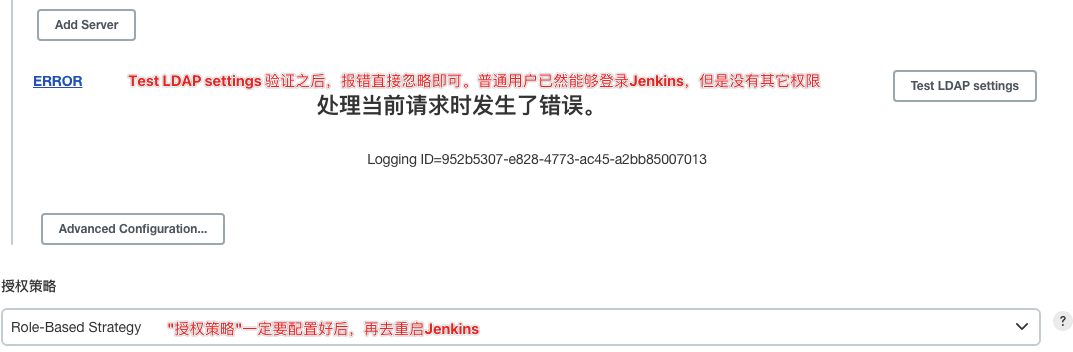 Add Server
ERROR
Test LDAP settings 验证之后，报错直接忽略即可。普通用户已然能够登录Jenkins，但是没有其它权限
Test LDAP settings
处理当前请求时发生了错误。
Logging ID=952b5307-e828-4773-ac45-a2bb85007013
Advanced Configuration...
授权策略
Role-Based Strategy
"授权策略"一定要配置好后，再去重启Jenkins
?